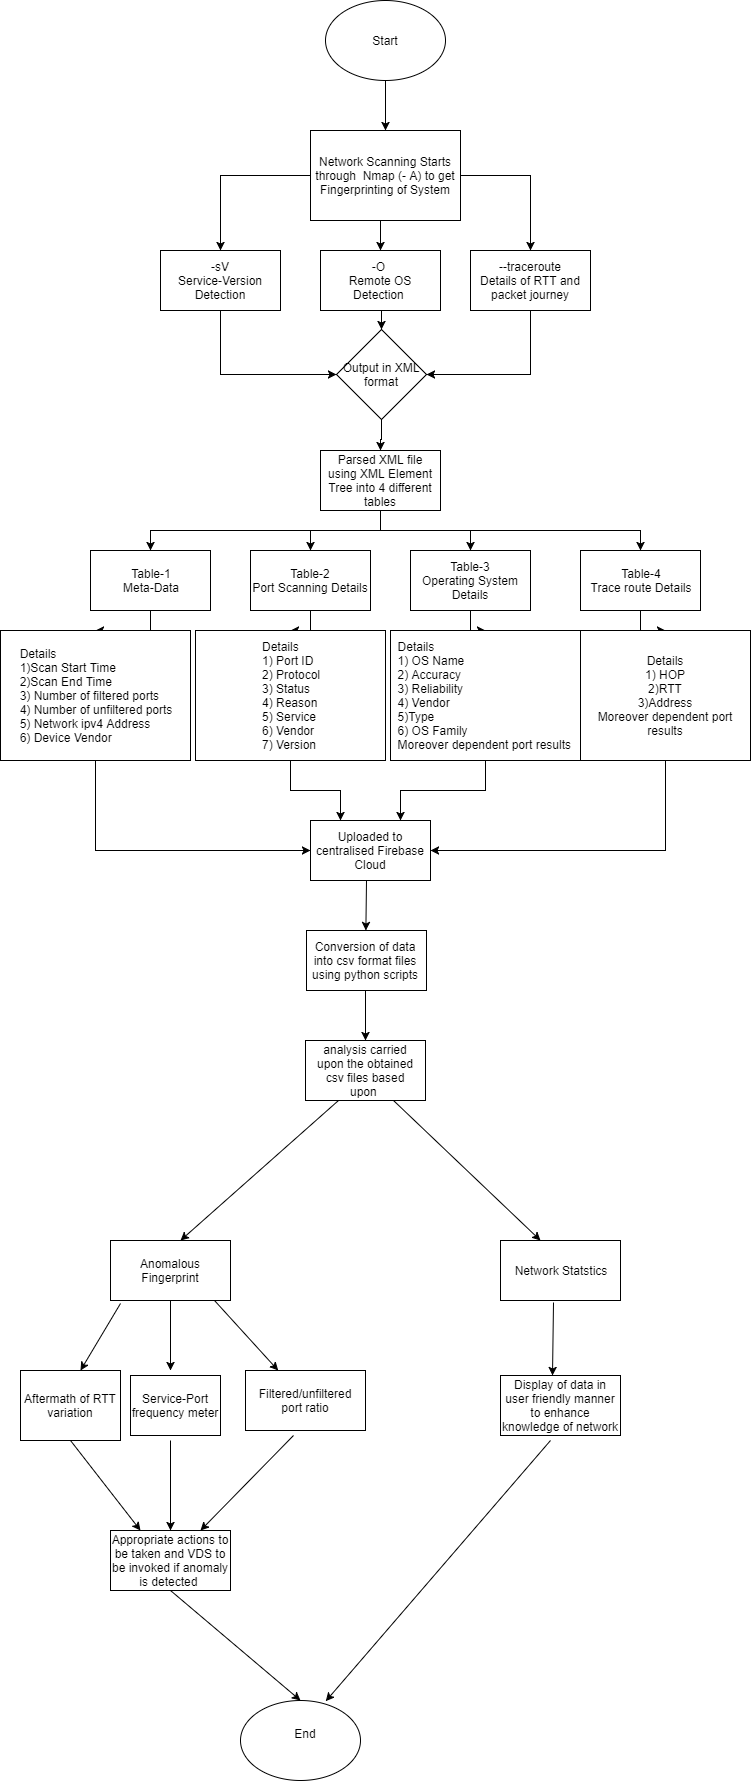 Start
Network Scanning Starts
through  Nmap (- A) to get
Fingerprinting of System
-sV
Service-Version
Detection
-O
Remote OS
Detection
--traceroute
Details of RTT and
packet journey
Output in XML
format
Parsed XML file
using XML Element
Tree into 4 different
tables
Table-1
Meta-Data
Table-2
Port Scanning Details
Table-3
Operating System
Details
Table-4
Trace route Details
Details
1)Scan Start Time
2)Scan End Time
3) Number of filtered ports
4) Number of unfiltered ports
5) Network ipv4 Address
6) Device Vendor
Details
1) Port ID
2) Protocol
3) Status
4) Reason
5) Service
6) Vendor
7) Version
Details
1) OS Name
2) Accuracy
3) Reliability
4) Vendor
5)Type
6) OS Family
Moreover dependent port results
Details
1) HOP
2)RTT
3)Address
Moreover dependent port
results
Uploaded to
centralised Firebase
Cloud
Conversion of data
into csv format files
using python scripts
analysis carried
upon the obtained
csv files based
upon
Anomalous
Fingerprint
Network Statstics
Aftermath of RTT
variation
Service-Port
frequency meter
Filtered/unfiltered
port ratio
Display of data in
user friendly manner
to enhance
knowledge of network
Appropriate actions to
be taken and VDS to
be invoked if anomaly
is detected
End